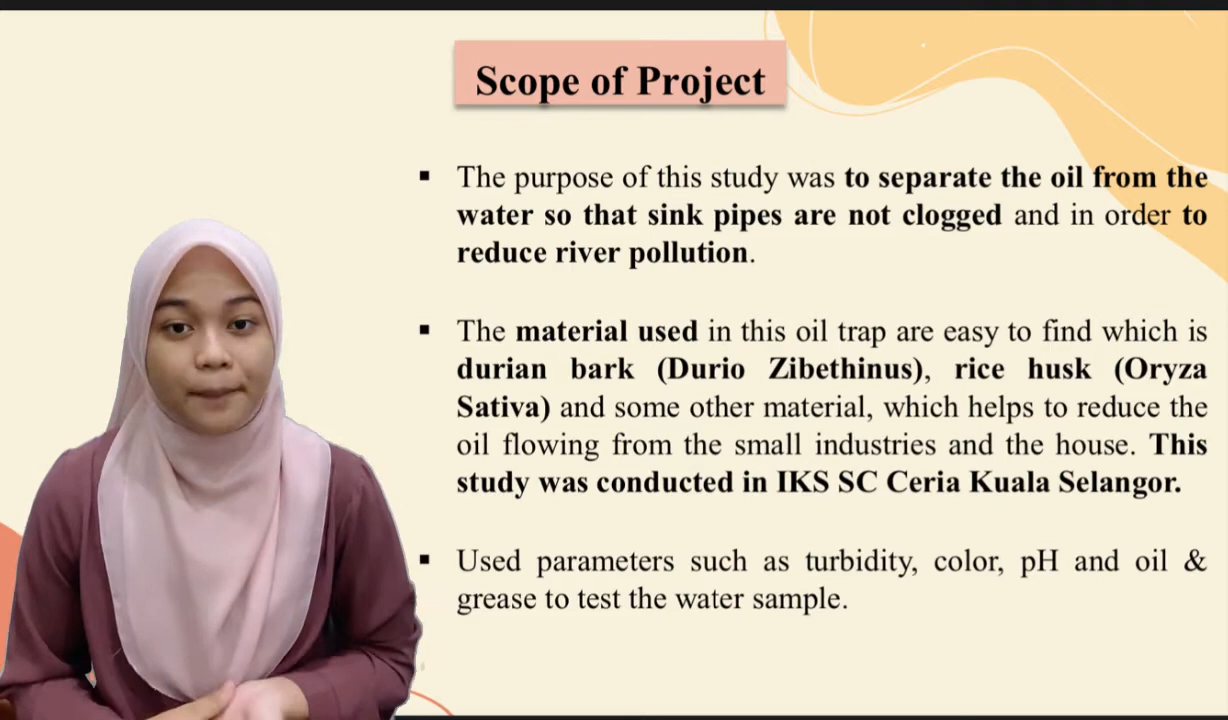 Scope of Project
▪ The purpose of this study was to separate the oil from the
water so that sink pipes are not clogged and in order to
reduce river pollution.
▪ The material used in this oil trap are easy to find which is
durian bark (Durio Zibethinus), rice husk (Oryza
Sativa) and some other material, which helps to reduce the
oil flowing from the small industries and the house. This
study was conducted in IKS SC Ceria Kuala Selangor.
▪ Used parameters such as turbidity, color, pH and oil &
grease to test the water sample.